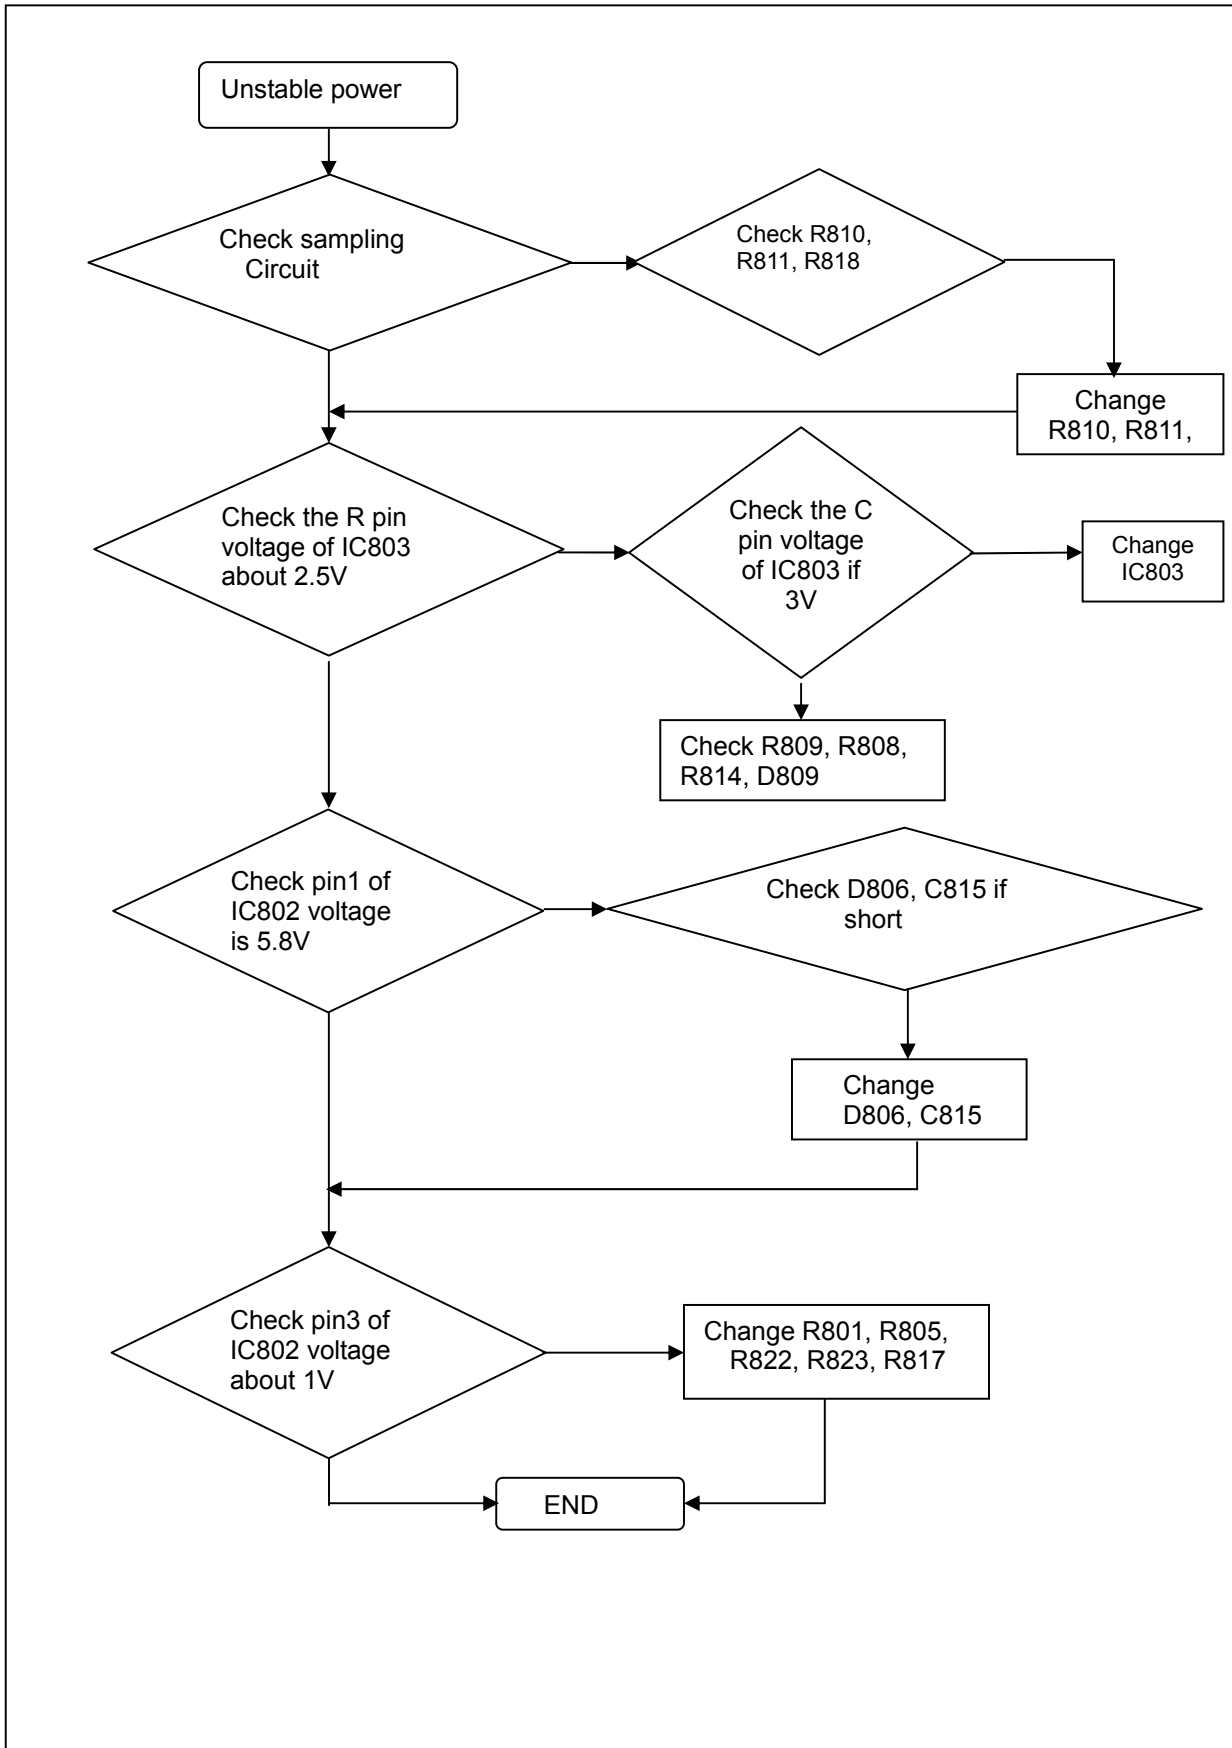 Unstable power
Check sampling
Circuit
Check R810,
R811, R818
Change
R810, R811,
Check the R pin
voltage of IC803
about 2.5V
Check the C
pin voltage
of IC803 if
3V
Change
IC803
Check R809, R808,
R814, D809
Check pin1 of
IC802 voltage
is 5.8V
Check D806, C815 if
short
Change
D806, C815
Check pin3 of
IC802 voltage
about 1V
Change R801, R805,
R822, R823, R817
END